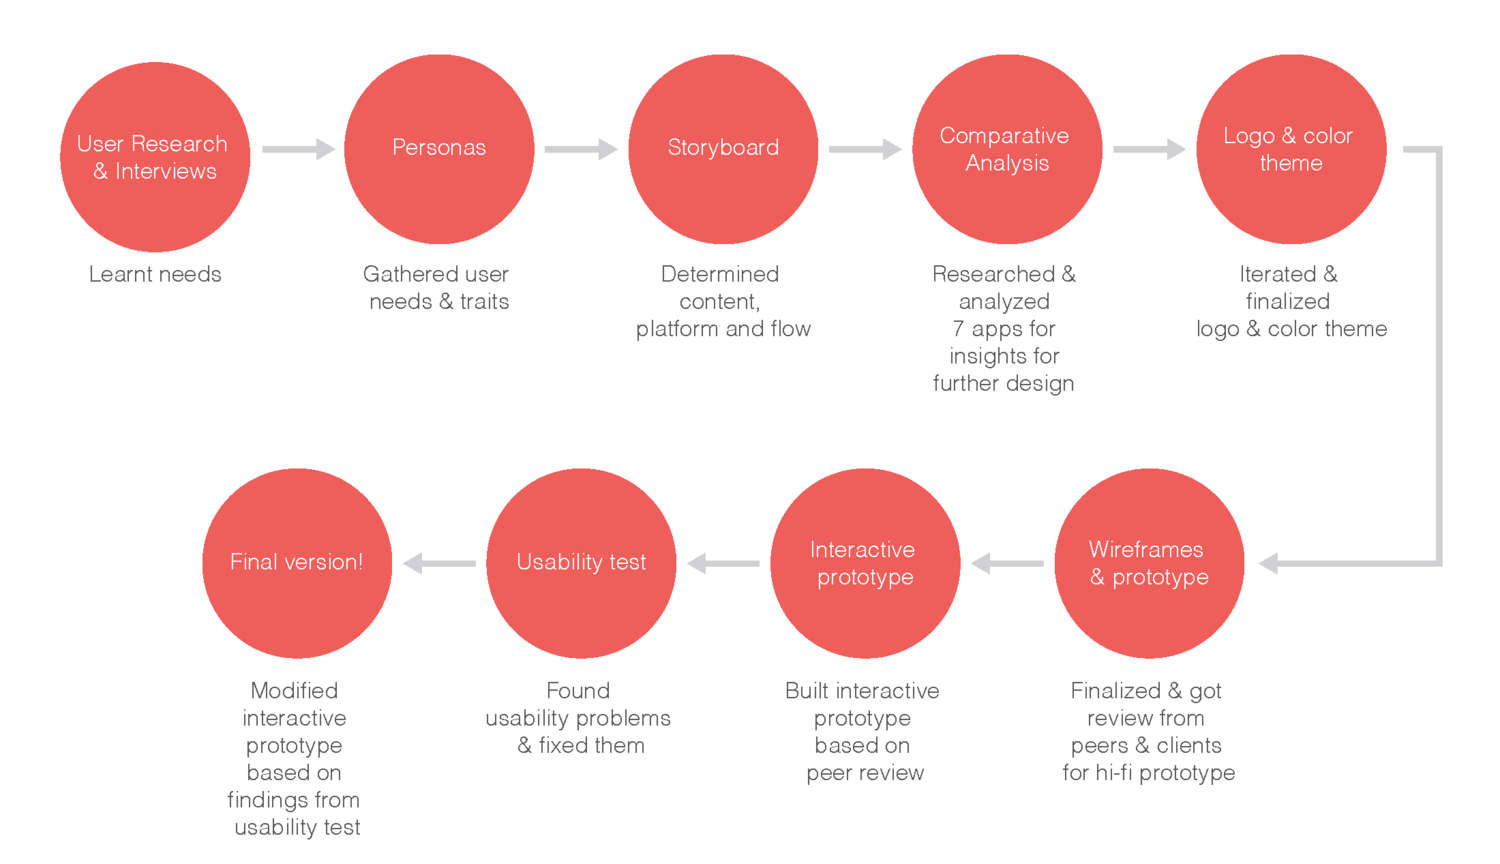 User Research
& Interviews
Learnt needs
Personas
Gathered user
needs & traits
Storyboard
Determined
content,
platform and flow
Comparative
Analysis
Researched &
analyzed
7 apps for
insights for
further design
Logo & color
theme
Iterated &
finalized
logo & color theme
Wireframes
& prototype
Finalized & got
review from
peers & clients
for hi-fi prototype
Interactive
prototype
Built interactive
prototype
based on
peer review
Usability test
Found
usability problems
& fixed them
Final version!
Modified
interactive
prototype
based on
findings from
usability test